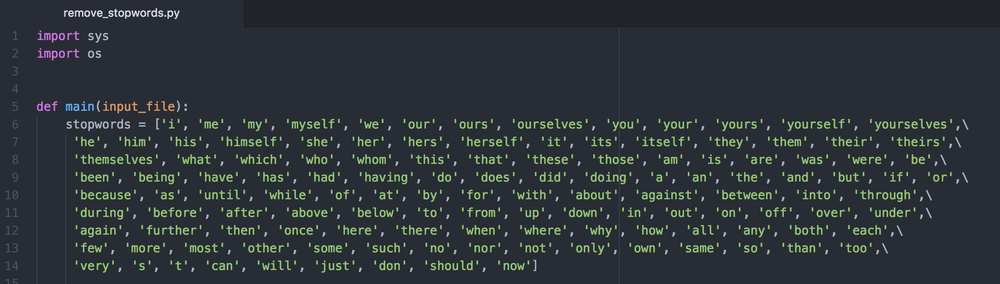 remove_stopwords.py
1 import sys
2 import os
3
4
5 def main(input_file):
6 stopwords = ['i', 'me', 'my', 'myself', 'we', 'our', 'ours', 'ourselves', 'you', 'your', 'yours', 'yourself', 'yourselves',\
7 'he', 'him', 'his', 'himself', 'she', 'her', 'hers', 'herself', 'it', 'its', 'itself', 'they', 'them', 'their', 'theirs',\
8 'themselves', 'what', 'which', 'who', 'whom', 'this', 'that', 'these', 'those', 'am', 'is', 'are', 'was', 'were', 'be',\
9 'been', 'being', 'have', 'has', 'had', 'having', 'do', 'does', 'did', 'doing', 'a', 'an', 'the', 'and', 'but', 'if', 'or',\
10 'because', 'as', 'until', 'while', 'of', 'at', 'by', 'for', 'with', 'about', 'against', 'between', 'into', 'through',\
11 'during', 'before', 'after', 'above', 'below', 'to', 'from', 'up', 'down', 'in', 'out', 'on', 'off', 'over', 'under',\
12 'again', 'further', 'then', 'once', 'here', 'there', 'when', 'where', 'why', 'how', 'all', 'any', 'both', 'each',\
13 'few', 'more', 'most', 'other', 'some', 'such', 'no', 'nor', 'not', 'only', 'own', 'same', 'so', 'than', 'too',\
14 'very', 's', 't', 'can', 'will', 'just', 'don', 'should', 'now']
15